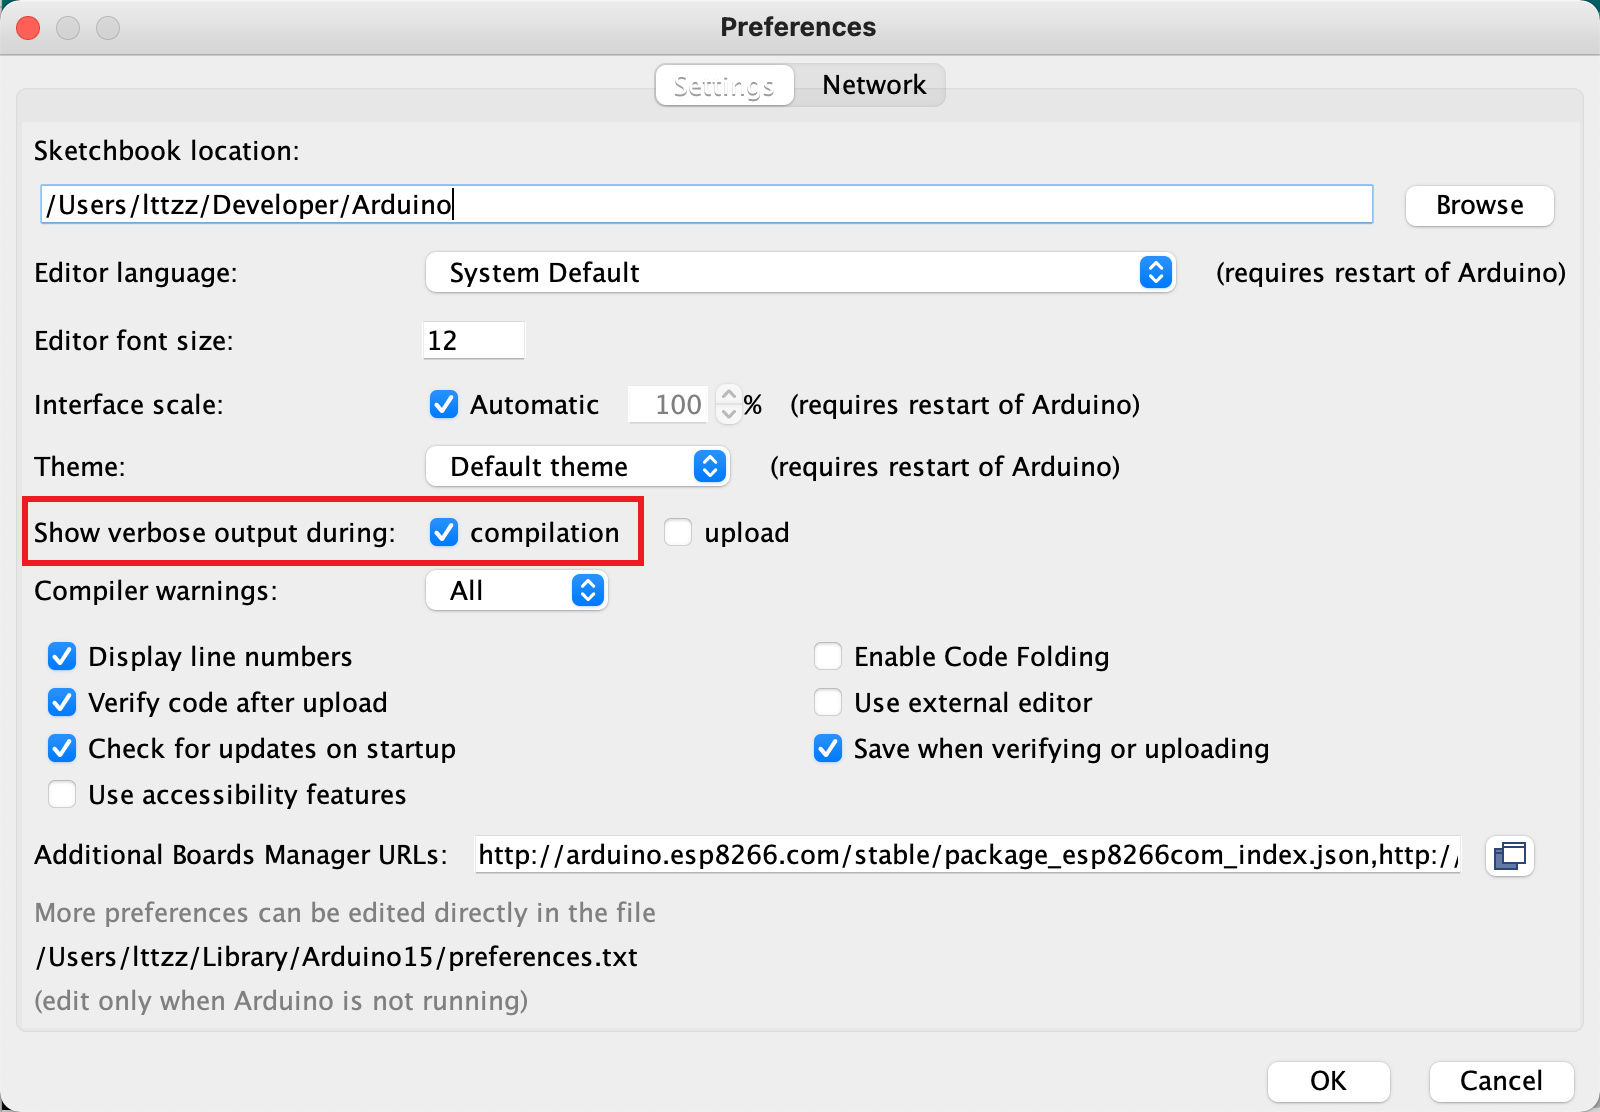 Preferences
Settings Network
Sketchbook location:
/Users/lttzz/Developer/Arduino Browse
Editor language: System Default (requires restart of Arduino)
Editor font size: 12
Interface scale: Automatic 100 % (requires restart of Arduino)
Theme: Default theme (requires restart of Arduino)
Show verbose output during: compilation upload
Compiler warnings: All
Display line numbers Enable Code Folding
Verify code after upload Use external editor
Check for updates on startup Save when verifying or uploading
Use accessibility features
Additional Boards Manager URLs: http://arduino.esp8266.com/stable/package_esp8266com_index.json,http://
More preferences can be edited directly in the file
/Users/lttzz/Library/Arduino15/preferences.txt
(edit only when Arduino is not running)
OK Cancel